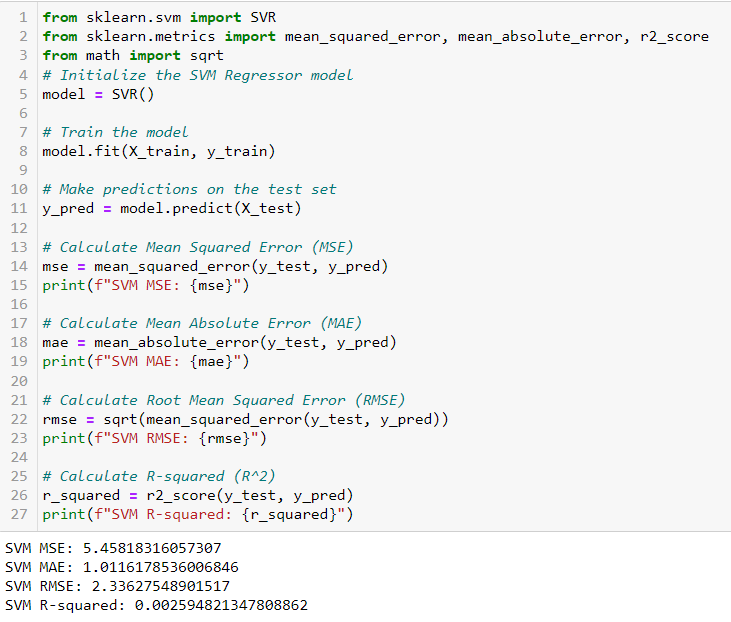 1 from sklearn.svm import SVR
2 from sklearn.metrics import mean_squared_error, mean_absolute_error, r2_score
3 from math import sqrt
4 # Initialize the SVM Regressor model
5 model = SVR()
6
7 # Train the model
8 model.fit(X_train, y_train)
9
10 # Make predictions on the test set
11 y_pred = model.predict(X_test)
12
13 # Calculate Mean Squared Error (MSE)
14 mse = mean_squared_error(y_test, y_pred)
15 print(f"SVM MSE: {mse}")
16
17 # Calculate Mean Absolute Error (MAE)
18 mae = mean_absolute_error(y_test, y_pred)
19 print(f"SVM MAE: {mae}")
20
21 # Calculate Root Mean Squared Error (RMSE)
22 rmse = sqrt(mean_squared_error(y_test, y_pred))
23 print(f"SVM RMSE: {rmse}")
24
25 # Calculate R-squared (R^2)
26 r_squared = r2_score(y_test, y_pred)
27 print(f"SVM R-squared: {r_squared}")
SVM MSE: 5.45818316057307
SVM MAE: 1.0116178536006846
SVM RMSE: 2.33627548901517
SVM R-squared: 0.002594821347808862